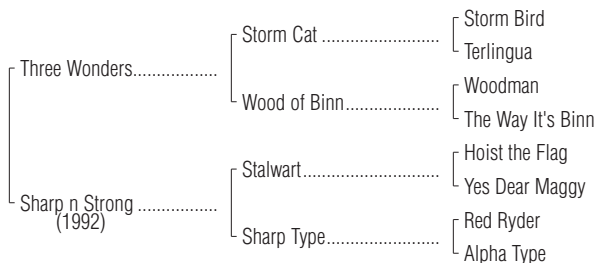 Storm Bird
Storm Cat ..........................
Terlingua
Three Wonders..................
Woodman
Wood of Binn.....................
The Way It's Binn
Hoist the Flag
Stalwart..............................
Yes Dear Maggy
Sharp n Strong .................
(1992)
Red Ryder
Sharp Type.........................
Alpha Type